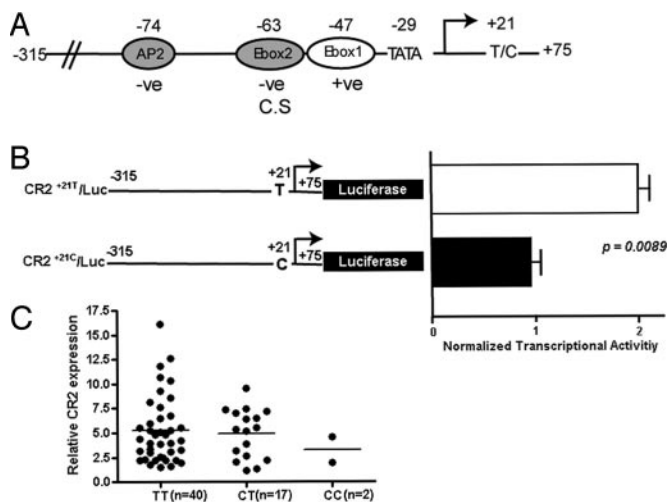 A
-74 -63 -47 -29 +21
-315 AP2 Ebox2 Ebox1 TATA T/C +75
-ve -ve +ve
C.S
B
-315 +21
CR2 +21T/Luc T +75 Luciferase
-315 +21
CR2 +21C/Luc C +75 Luciferase
p = 0.0089
0 1 2
Normalized Transcriptional Activitiy
C
Relative CR2 expression
17.5
15.0
12.5
10.0
7.5
5.0
2.5
0.0
TT(n=40) CT(n=17) CC(n=2)